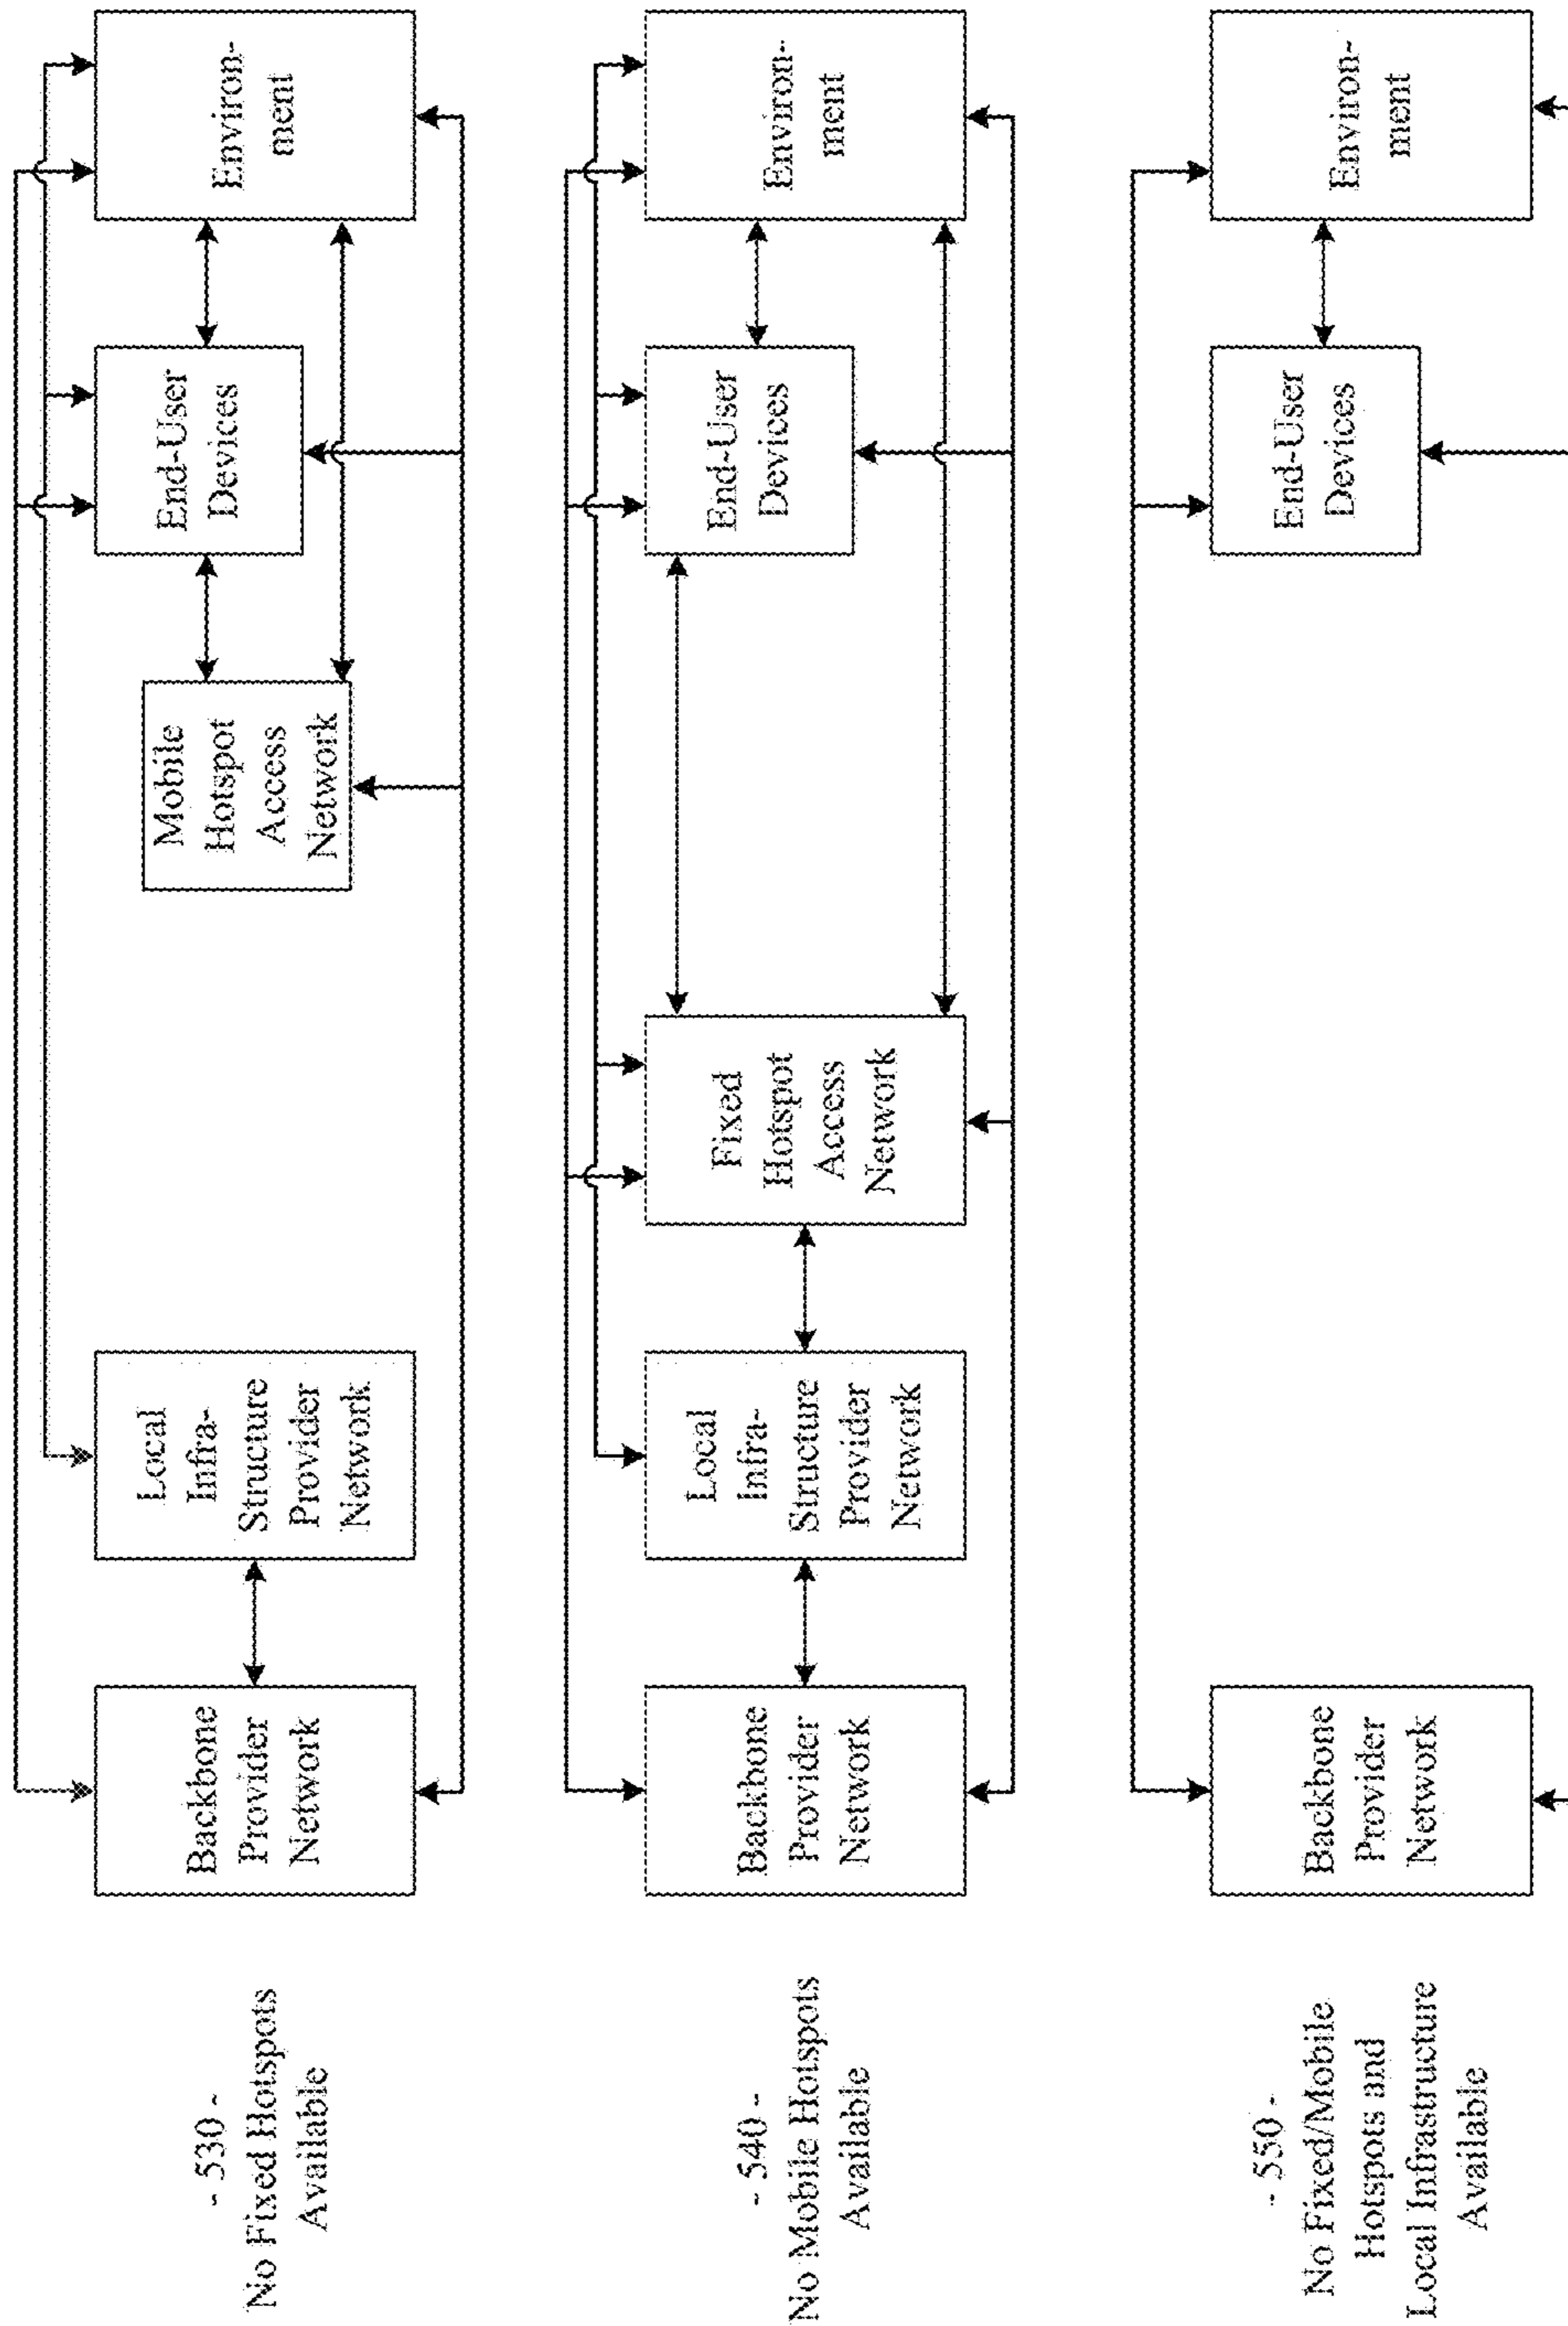 - 530 -
No Fixed Hotspots
Available
Backbone
Provider
Network
Local
Infra-
Structure
Provider
Network
Mobile
Hotspot
Access
Network
End-User
Devices
Environ-
ment
- 540 -
No Mobile Hotspots
Available
Backbone
Provider
Network
Local
Infra-
Structure
Provider
Network
Fixed
Hotspot
Access
Network
End-User
Devices
Environ-
ment
- 550 -
No Fixed/Mobile
Hotspots and
Local Infrastructure
Available
Backbone
Provider
Network
End-User
Devices
Environ-
ment